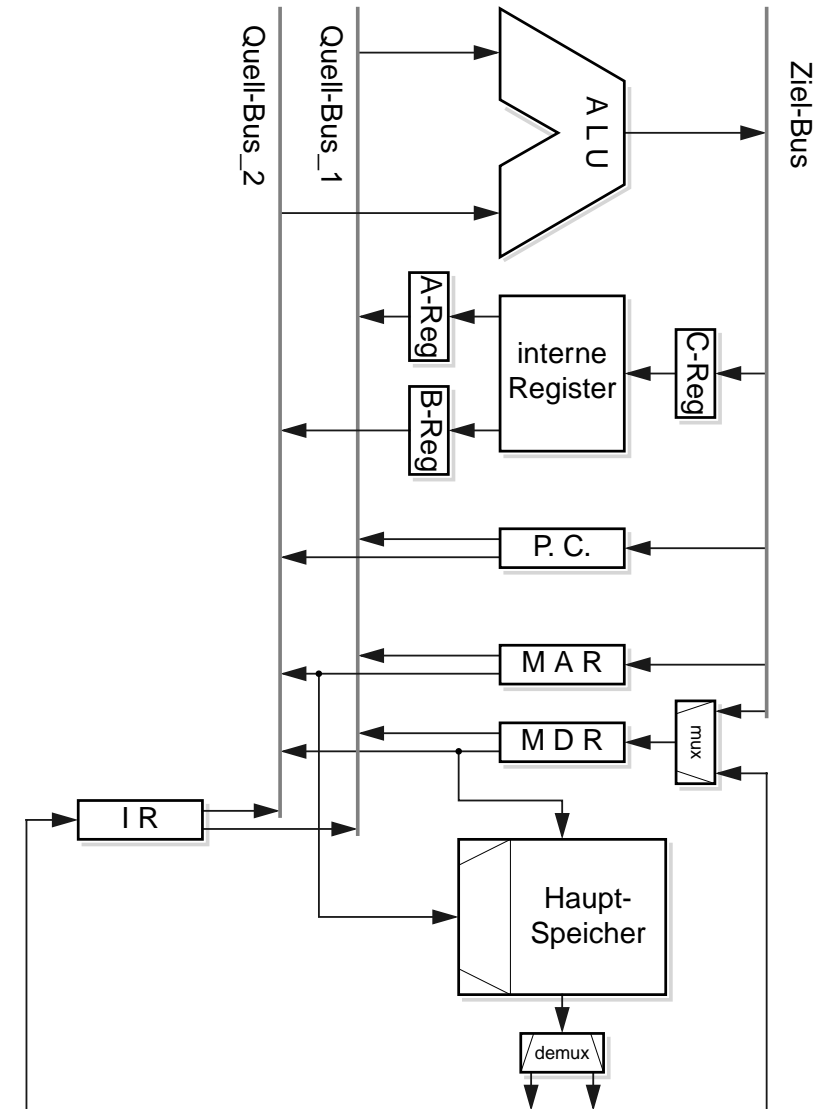 Quell-Bus_2
Quell-Bus_1
A L U
Ziel-Bus
A-Reg
interne
Register
C-Reg
B-Reg
P. C.
M A R
M D R
mux
I R
Haupt-
Speicher
demux